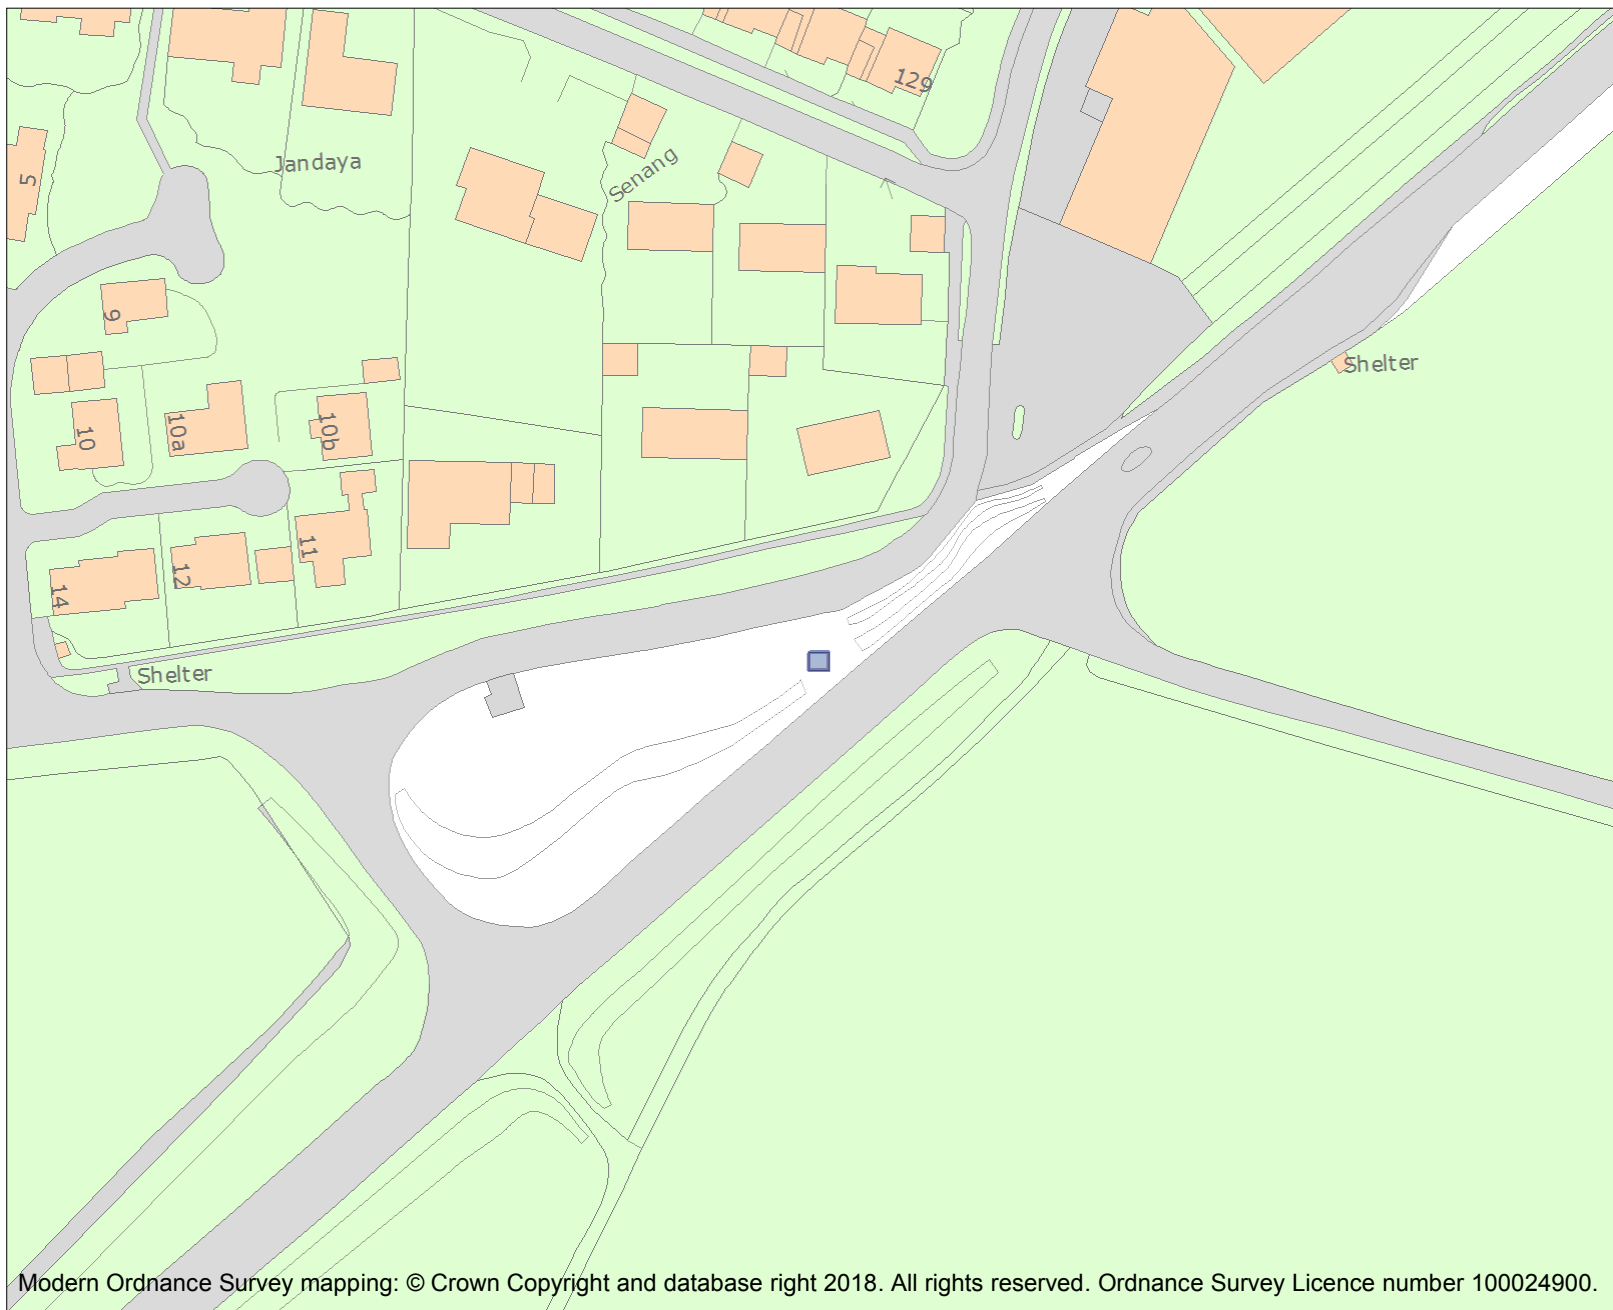 129
Jandaya
Senang
5
9
Shelter
10
10a
10b
11
12
14
Shelter
Modern Ordnance Survey mapping: © Crown Copyright and database right 2018. All rights reserved. Ordnance Survey Licence number 100024900.